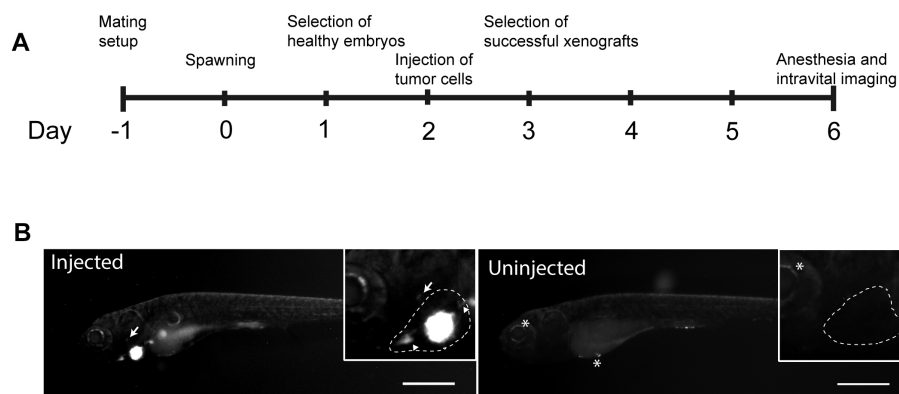 A
Mating
setup
Spawning
Selection of
healthy embryos
Injection of
tumor cells
Selection of
successful xenografts
Anesthesia and
intravital imaging
Day -1 0 1 2 3 4 5 6
B
Injected
Uninjected
*
*
*